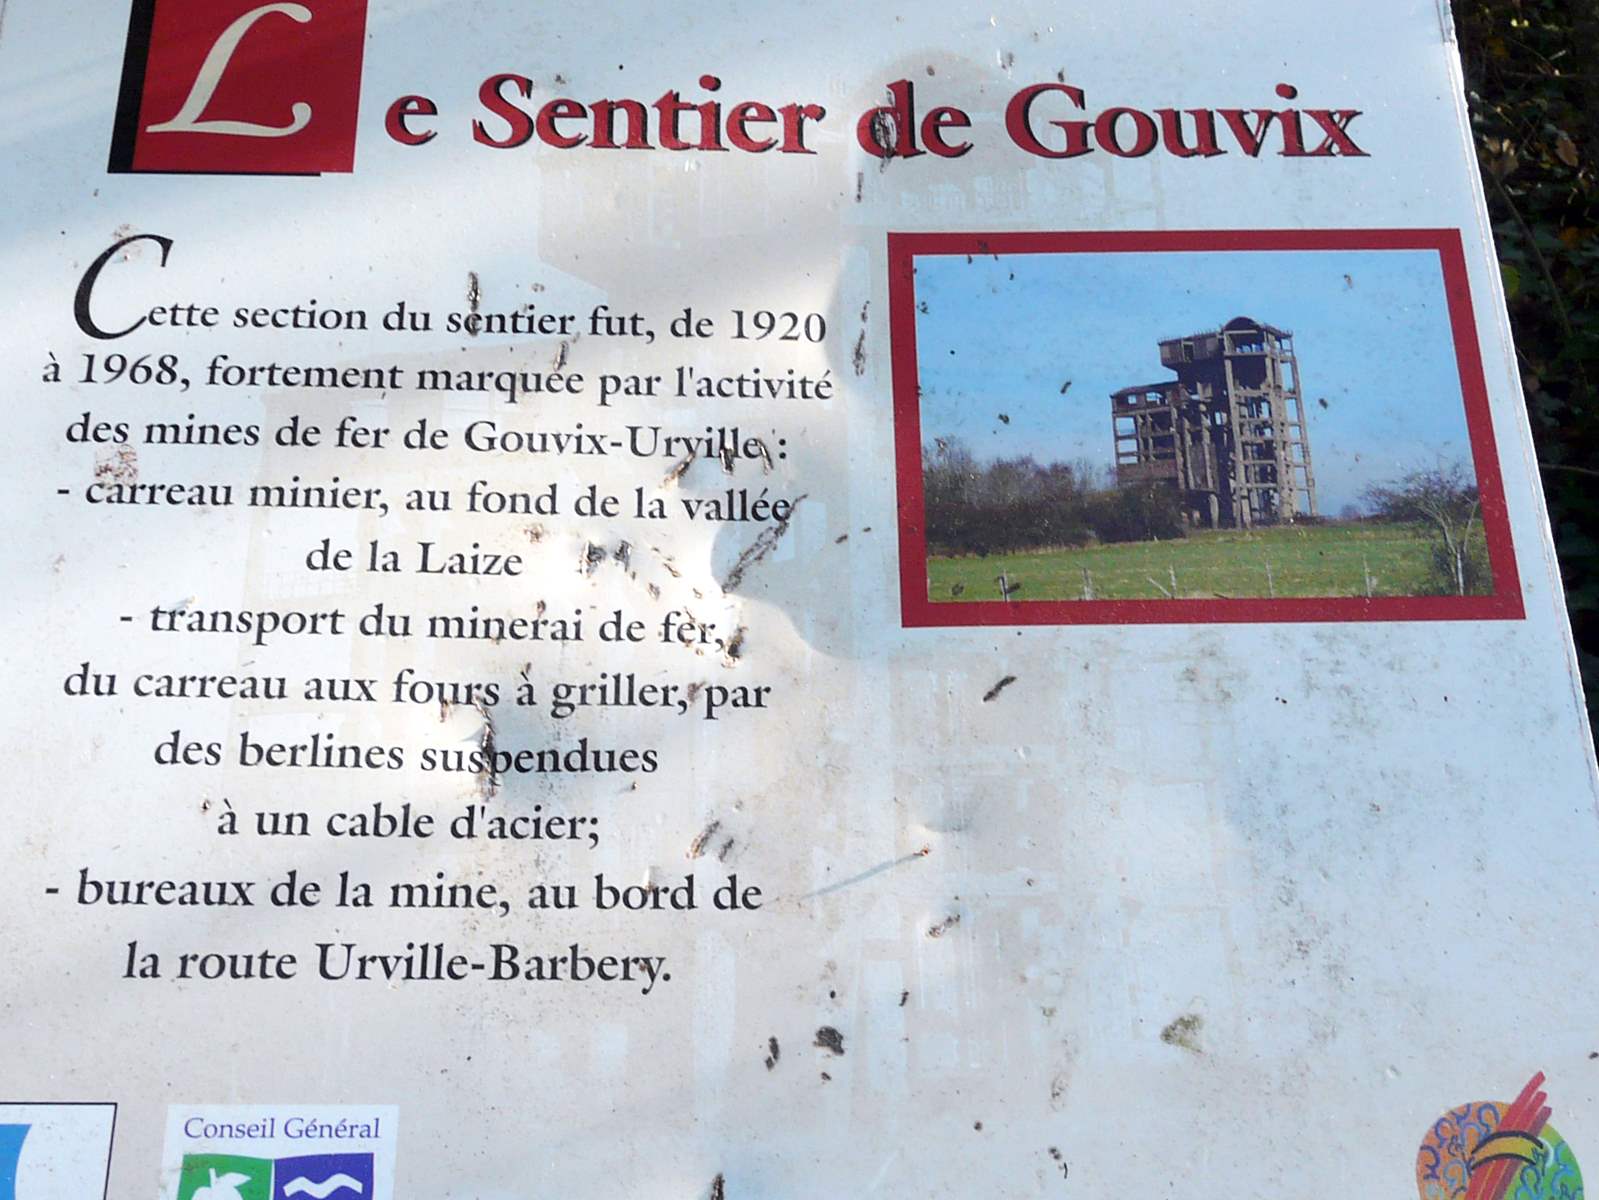 Le Sentier de Gouvix
Cette section du sentier fut, de 1920
à 1968, fortement marquée par l'activité
des mines de fer de Gouvix-Urville :
- carreau minier, au fond de la vallée
de la Laize
- transport du minerai de fer,
du carreau aux fours à griller, par
des berlines suspendues
à un cable d'acier;
- bureaux de la mine, au bord de
la route Urville-Barbery.
Conseil Général